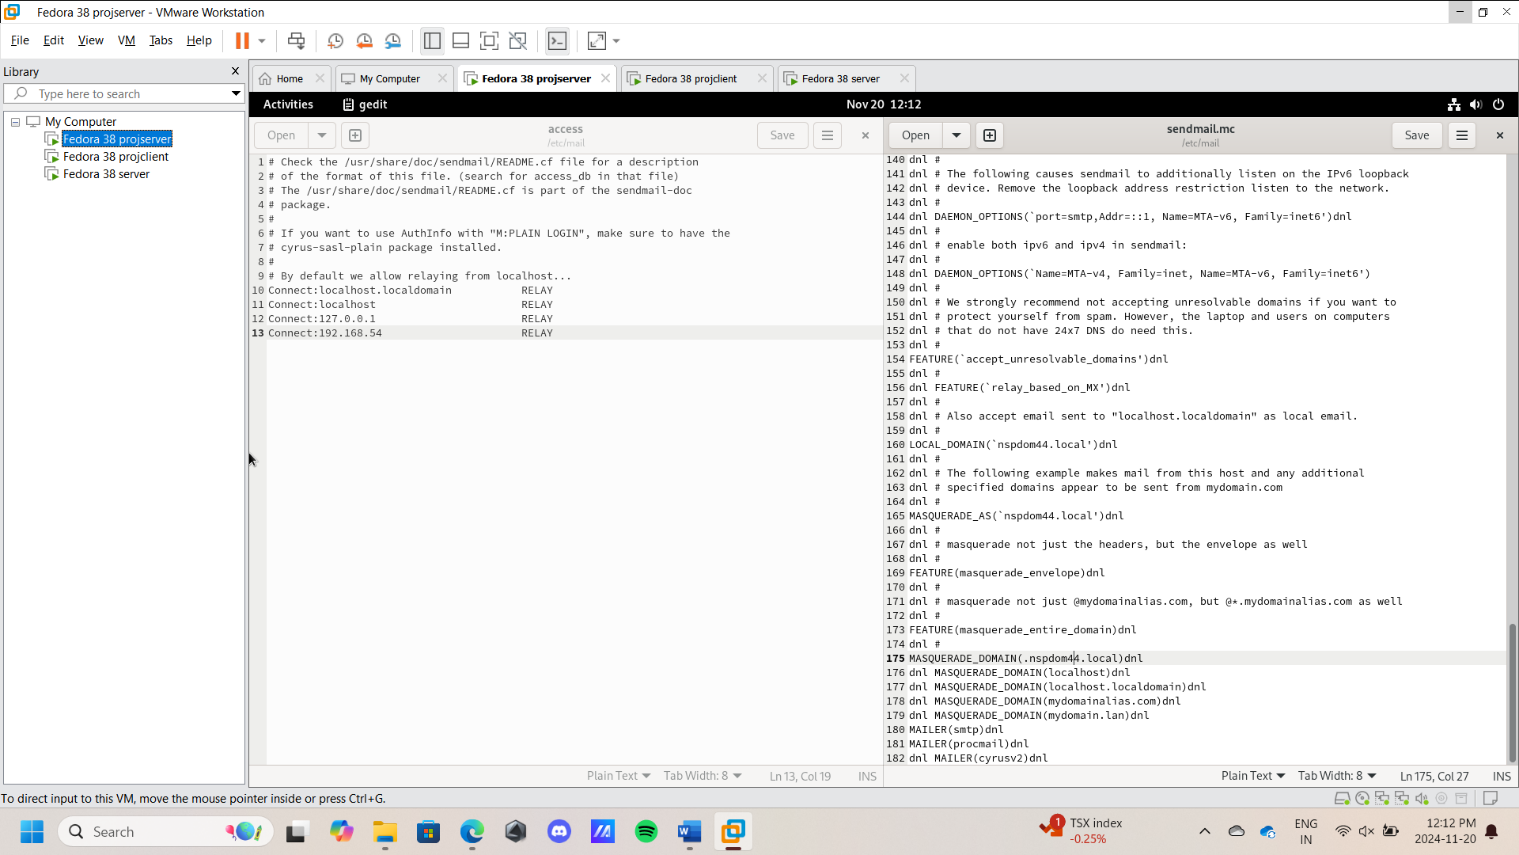 Fedora 38 projserver - VMware Workstation
File Edit View VM Tabs Help
Library
Type here to search
My Computer
Fedora 38 projserver
Fedora 38 projclient
Fedora 38 server
Home My Computer Fedora 38 projserver Fedora 38 projclient Fedora 38 server
Activities gedit Nov 20 12:12
Open access Save
/etc/mail
1 # Check the /usr/share/doc/sendmail/README.cf file for a description
2 # of the format of this file. (search for access_db in that file)
3 # The /usr/share/doc/sendmail/README.cf is part of the sendmail-doc
4 # package.
5 #
6 # If you want to use AuthInfo with "M:PLAIN LOGIN", make sure to have the
7 # cyrus-sasl-plain package installed.
8 #
9 # By default we allow relaying from localhost...
10 Connect:localhost.localdomain RELAY
11 Connect:localhost RELAY
12 Connect:127.0.0.1 RELAY
13 Connect:192.168.54 RELAY
Plain Text Tab Width: 8 Ln 13, Col 19 INS
Open sendmail.mc Save
/etc/mail
140 dnl #
141 dnl # The following causes sendmail to additionally listen on the IPv6 loopback
142 dnl # device. Remove the loopback address restriction listen to the network.
143 dnl #
144 dnl DAEMON_OPTIONS(`port=smtp,Addr=::1, Name=MTA-v6, Family=inet6')dnl
145 dnl #
146 dnl # enable both ipv6 and ipv4 in sendmail:
147 dnl #
148 dnl DAEMON_OPTIONS(`Name=MTA-v4, Family=inet, Name=MTA-v6, Family=inet6')
149 dnl #
150 dnl # We strongly recommend not accepting unresolvable domains if you want to
151 dnl # protect yourself from spam. However, the laptop and users on computers
152 dnl # that do not have 24x7 DNS do need this.
153 dnl #
154 FEATURE(`accept_unresolvable_domains')dnl
155 dnl #
156 dnl FEATURE(`relay_based_on_MX')dnl
157 dnl #
158 dnl # Also accept email sent to "localhost.localdomain" as local email.
159 dnl #
160 LOCAL_DOMAIN(`nspdom44.local')dnl
161 dnl #
162 dnl # The following example makes mail from this host and any additional
163 dnl # specified domains appear to be sent from mydomain.com
164 dnl #
165 MASQUERADE_AS(`nspdom44.local')dnl
166 dnl #
167 dnl # masquerade not just the headers, but the envelope as well
168 dnl #
169 FEATURE(masquerade_envelope)dnl
170 dnl #
171 dnl # masquerade not just @mydomainalias.com, but @*.mydomainalias.com as well
172 dnl #
173 FEATURE(masquerade_entire_domain)dnl
174 dnl #
175 MASQUERADE_DOMAIN(.nspdom44.local)dnl
176 dnl MASQUERADE_DOMAIN(localhost)dnl
177 dnl MASQUERADE_DOMAIN(localhost.localdomain)dnl
178 dnl MASQUERADE_DOMAIN(mydomainalias.com)dnl
179 dnl MASQUERADE_DOMAIN(mydomain.lan)dnl
180 MAILER(smtp)dnl
181 MAILER(procmail)dnl
182 dnl MAILER(cyrusv2)dnl
Plain Text Tab Width: 8 Ln 175, Col 27 INS
To direct input to this VM, move the mouse pointer inside or press Ctrl+G.
Search
1
TSX index
-0.25%
ENG
IN
12:12 PM
2024-11-20